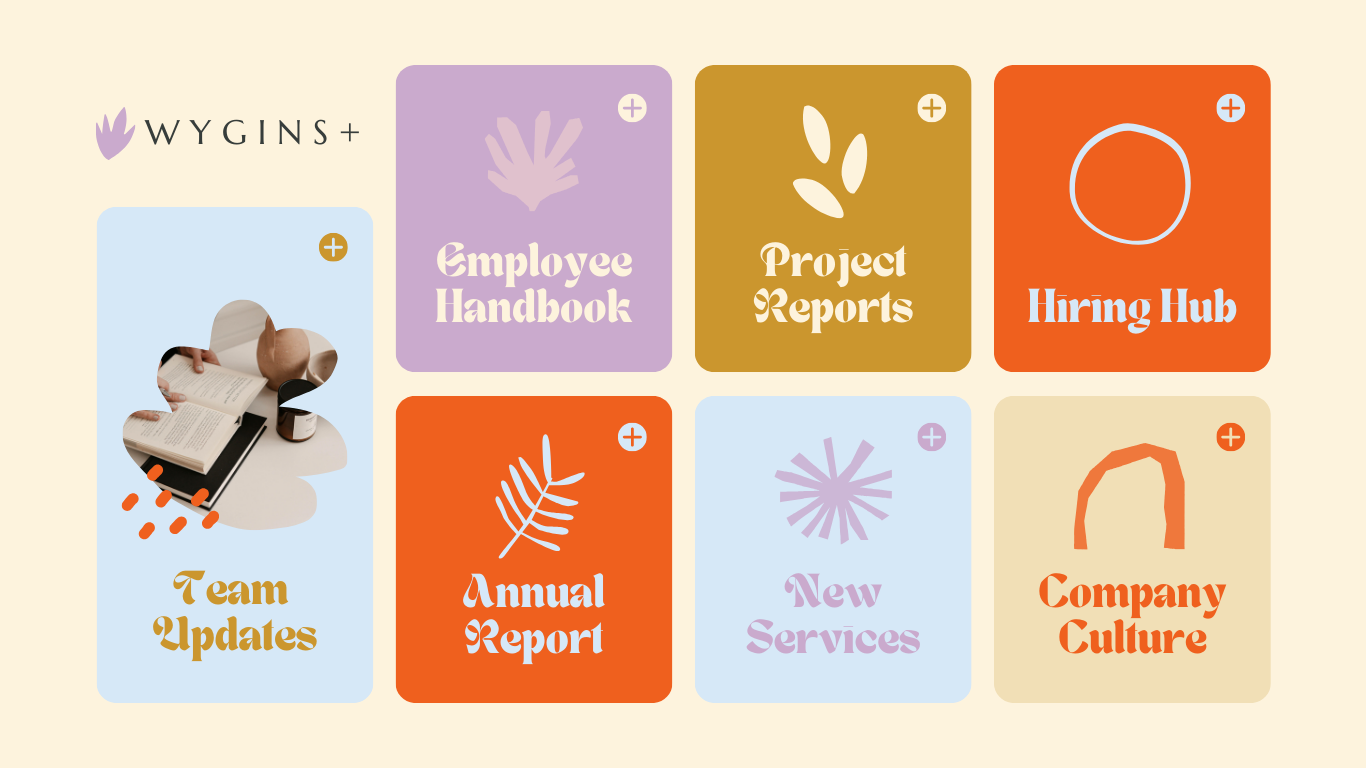 WYGINS+
Team
Updates
Employee
Handbook
Project
Reports
Hiring Hub
Annual
Report
New
Services
Company
Culture